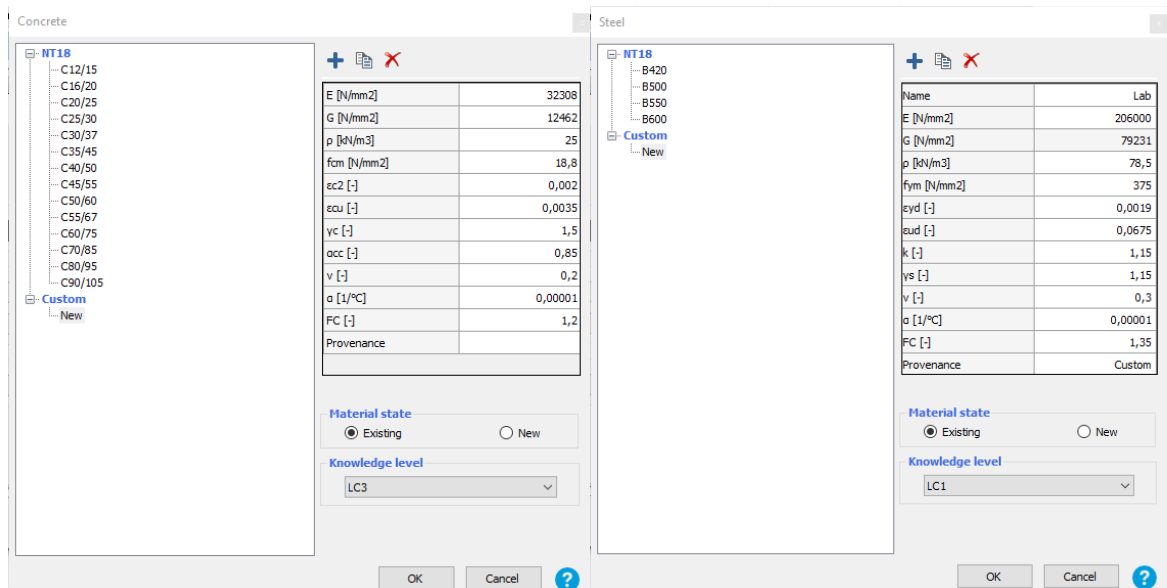 Concrete
x
NT18
C12/15
C16/20
C20/25
C25/30
C30/37
C35/45
C40/50
C45/55
C50/60
C55/67
C60/75
C70/85
C80/95
C90/105
Custom
New
E [N/mm2] 32308
G [N/mm2] 12462
ρ [kN/m3] 25
fcm [N/mm2] 18,8
εc2 [-] 0,002
εcu [-] 0,0035
γc [-] 1,5
αcc [-] 0,85
ν [-] 0,2
α [1/°C] 0,00001
FC [-] 1,2
Provenance
Material state
Existing New
Knowledge level
LC3
OK Cancel ?
Steel
x
NT18
B420
B500
B550
B600
Custom
New
Name Lab
E [N/mm2] 206000
G [N/mm2] 79231
ρ [kN/m3] 78,5
fym [N/mm2] 375
εyd [-] 0,0019
εud [-] 0,0675
k [-] 1,15
γs [-] 1,15
ν [-] 0,3
α [1/°C] 0,00001
FC [-] 1,35
Provenance Custom
Material state
Existing New
Knowledge level
LC1
OK Cancel ?